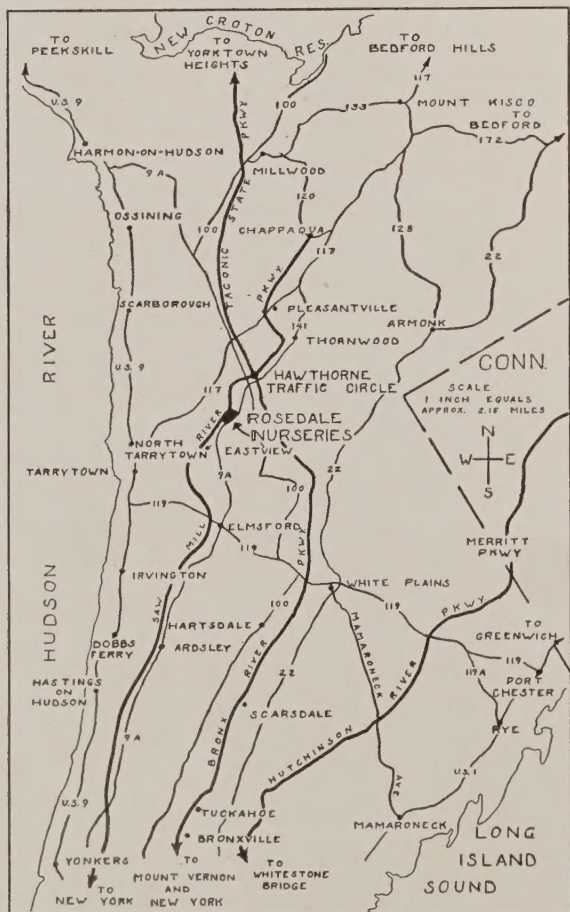 TO
PEEKSKILL
NEW CROTON RES.
TO
YORKTOWN
HEIGHTS
TO
BEDFORD HILLS
117
U.S. 9
PKWY
100
133
MOUNT KISCO
TO
BEDFORD
172
HARMON-ON-HUDSON
9A
MILLWOOD
STATE
120
OSSINING
100
CHAPPAQUA
128
22
TACONIC
117
PKWY
SCARBOROUGH
PLEASANTVILLE
ARMONK
141
THORNWOOD
CONN.
RIVER
U.S. 9
HAWTHORNE
TRAFFIC CIRCLE
SCALE
1 INCH EQUALS
APPROX. 2.15 MILES
117
N
W E
S
ROSEDALE
NURSERIES
RIVER
NORTH
TARRYTOWN
EASTVIEW
TARRYTOWN
9A
22
100
119
MILL
ELMSFORD
119
PKWY
MERRITT
PKWY
IRVINGTON
WHITE PLAINS
119
PKWY
HUDSON
SAW
100
HARTSDALE
TO
GREENWICH
DOBBS
FERRY
ARDSLEY
RIVER
MAMARONECK
119
117A
PORT
CHESTER
HASTINGS
ON
HUDSON
22
RIVER
BRONX
SCARSDALE
RYE
9A
HUTCHINSON
U.S. 1
AVE
U.S. 9
TUCKAHOE
MAMARONECK
BRONXVILLE
LONG
ISLAND
SOUND
YONKERS
TO
NEW YORK
TO
MOUNT VERNON
AND
NEW YORK
TO
WHITESTONE
BRIDGE